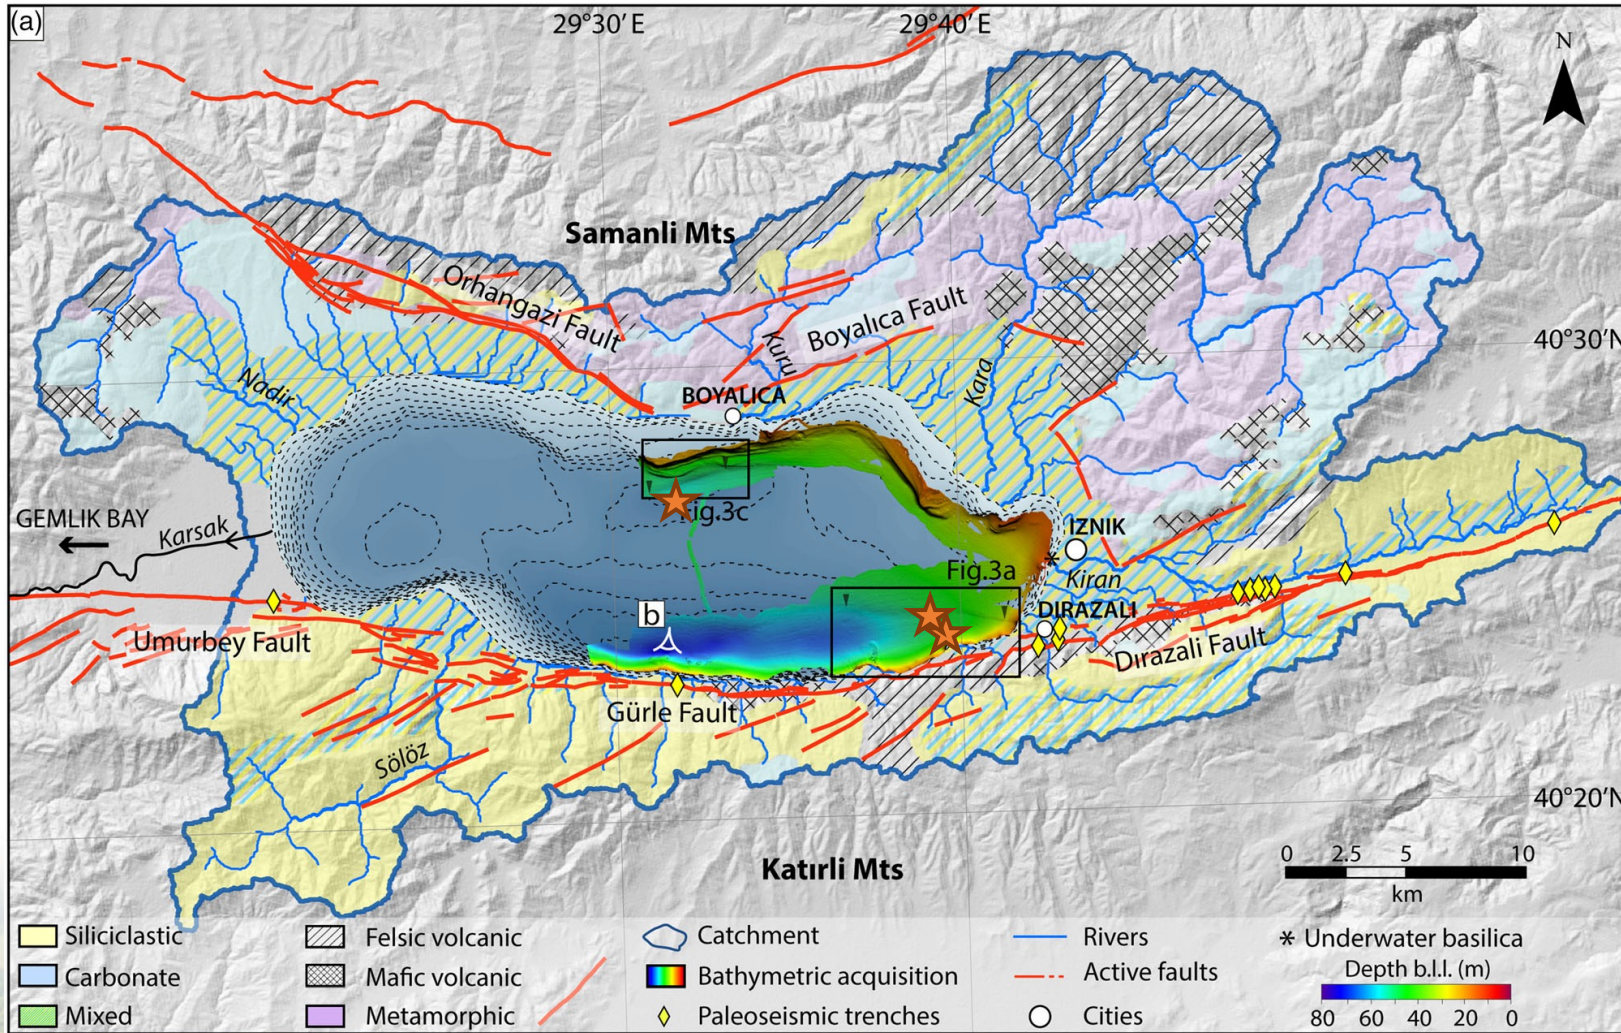 (a)
29°30′E
29°40′E
N
Samanli Mts
Orhangazi Fault
Kuru
Boyalıca Fault
40°30′N
Nadir
Kara
BOYALICA
GEMLIK BAY
Karsak
Fig.3c
İZNIK
Kiran
Fig.3a
b
DIRAZALI
Umurbey Fault
Dırazali Fault
Gürle Fault
Sölöz
40°20′N
Katırli Mts
0 2.5 5 10
km
Siliciclastic
Felsic volcanic
Catchment
Rivers
* Underwater basilica
Carbonate
Mafic volcanic
Bathymetric acquisition
Active faults
Depth b.l.l. (m)
Mixed
Metamorphic
Paleoseismic trenches
Cities
80 60 40 20 0